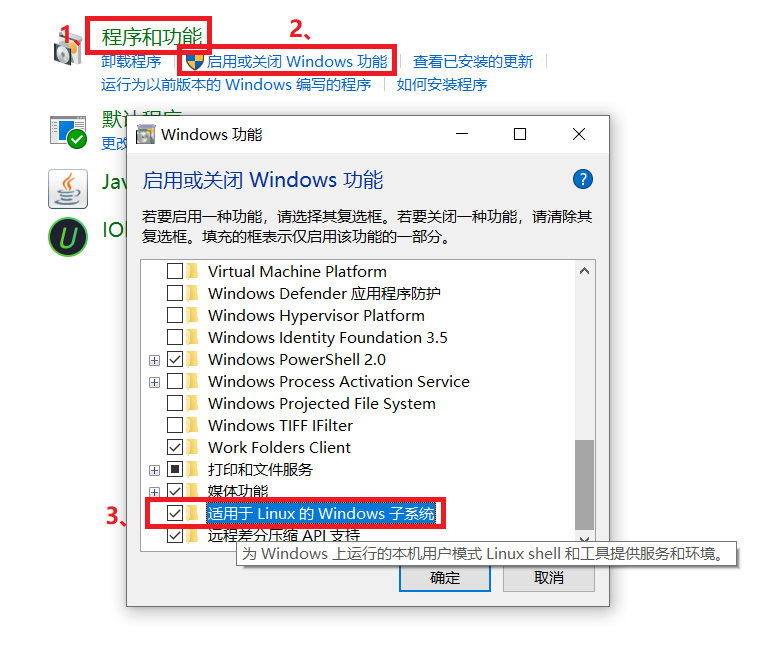 1、
程序和功能
2、
卸载程序
启用或关闭 Windows 功能
查看已安装的更新
运行为以前版本的 Windows 编写的程序
如何安装程序
默认程序
更改
Java
Windows 功能
启用或关闭 Windows 功能
?
若要启用一种功能，请选择其复选框。若要关闭一种功能，请清除其
复选框。填充的框表示仅启用该功能的一部分。
Virtual Machine Platform
Windows Defender 应用程序防护
Windows Hypervisor Platform
Windows Identity Foundation 3.5
Windows PowerShell 2.0
Windows Process Activation Service
Windows Projected File System
Windows TIFF IFilter
Work Folders Client
打印和文件服务
媒体功能
3、
适用于 Linux 的 Windows 子系统
远程差分压缩 API 支持
为 Windows 上运行的本机用户模式 Linux shell 和工具提供服务和环境。
确定
取消